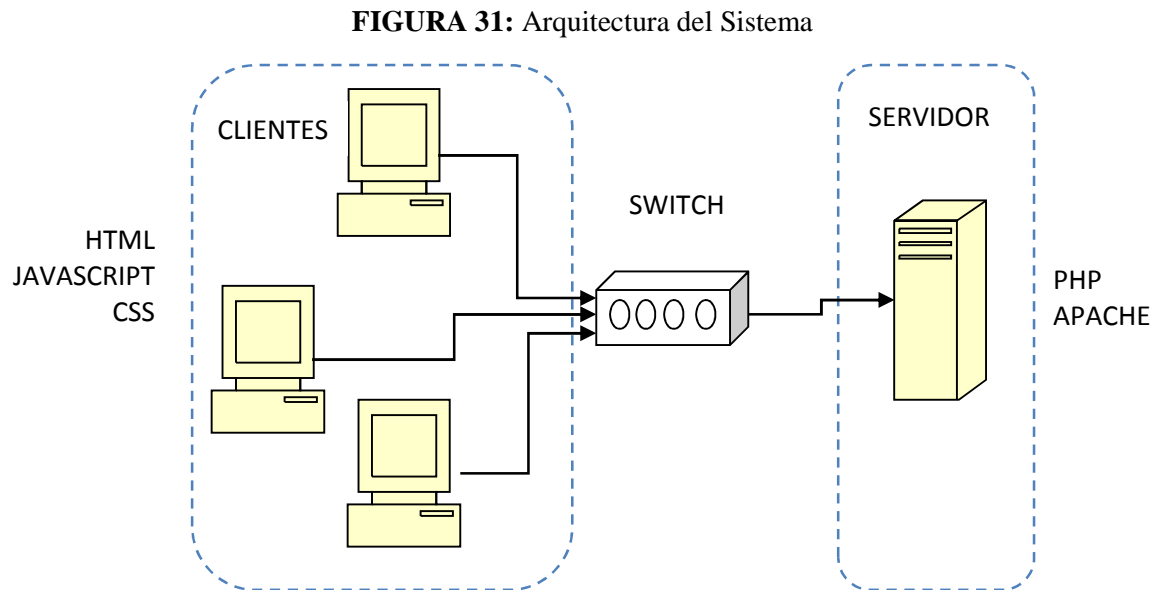 FIGURA 31: Arquitectura del Sistema
CLIENTES
SERVIDOR
SWITCH
HTML
JAVASCRIPT
CSS
PHP
APACHE